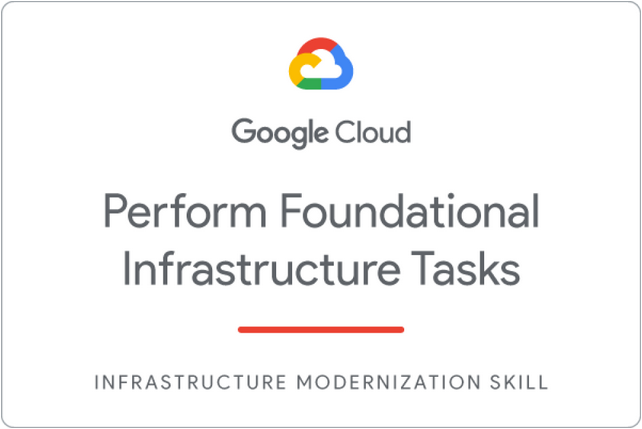 Google Cloud
Perform Foundational
Infrastructure Tasks
INFRASTRUCTURE MODERNIZATION SKILL